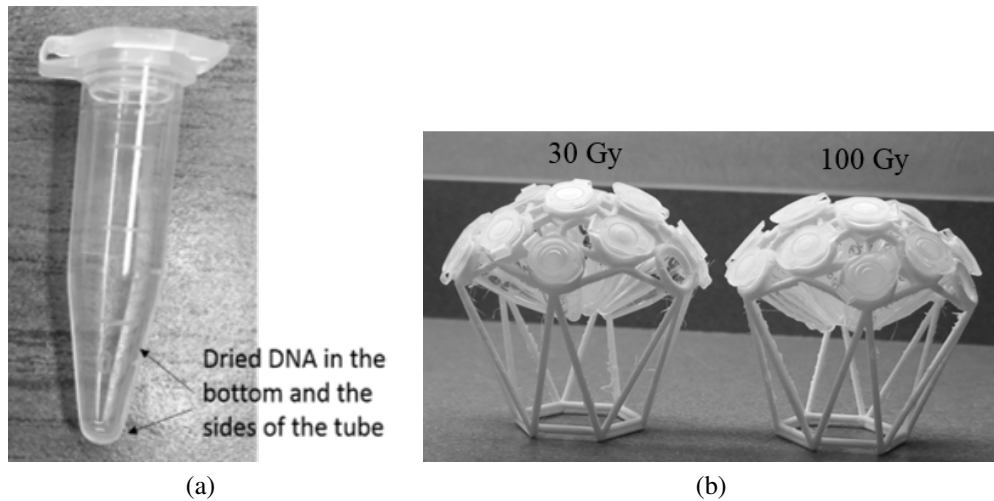 Dried DNA in the
bottom and the
sides of the tube
(a)
30 Gy
100 Gy
(b)